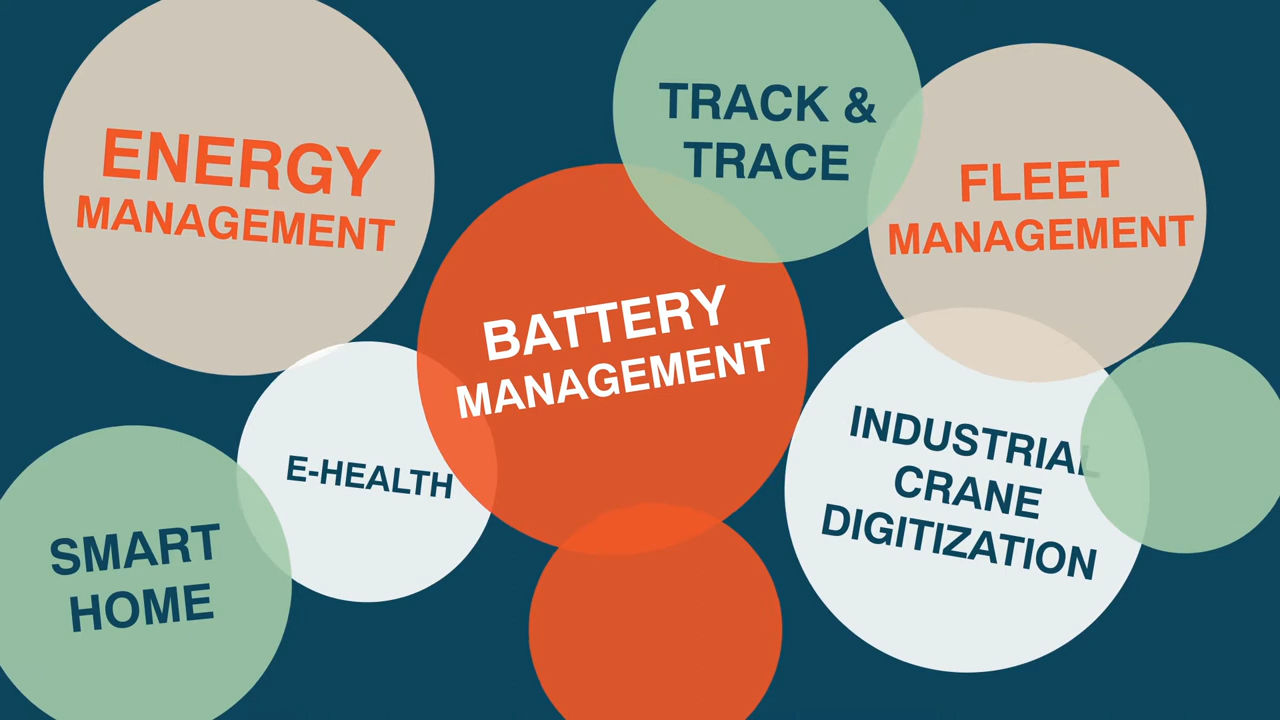 ENERGY
MANAGEMENT
TRACK &
TRACE
FLEET
MANAGEMENT
BATTERY
MANAGEMENT
E-HEALTH
INDUSTRIAL
CRANE
DIGITIZATION
SMART
HOME